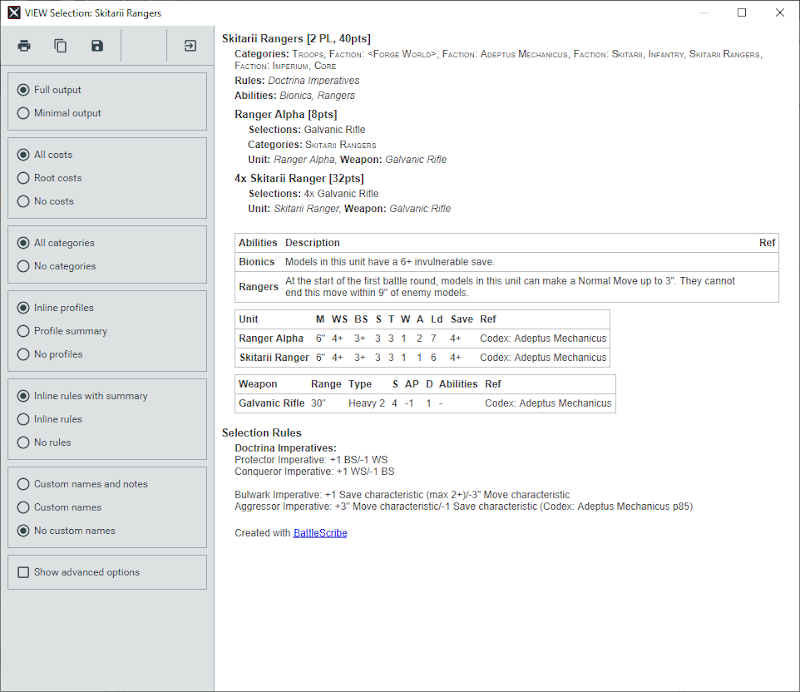 VIEW Selection: Skitarii Rangers
Full output
Minimal output
All costs
Root costs
No costs
All categories
No categories
Inline profiles
Profile summary
No profiles
Inline rules with summary
Inline rules
No rules
Custom names and notes
Custom names
No custom names
Show advanced options
Skitarii Rangers [2 PL, 40pts]
Categories: Troops, Faction: <Forge World>, Faction: Adeptus Mechanicus, Faction: Skitarii, Infantry, Skitarii Rangers,
Faction: Imperium, Core
Rules: Doctrina Imperatives
Abilities: Bionics, Rangers
Ranger Alpha [8pts]
Selections: Galvanic Rifle
Categories: Skitarii Rangers
Unit: Ranger Alpha, Weapon: Galvanic Rifle
4x Skitarii Ranger [32pts]
Selections: 4x Galvanic Rifle
Unit: Skitarii Ranger, Weapon: Galvanic Rifle
Abilities Description Ref
Bionics Models in this unit have a 6+ invulnerable save.
Rangers At the start of the first battle round, models in this unit can make a Normal Move up to 3". They cannot
end this move within 9" of enemy models.
Unit M WS BS S T W A Ld Save Ref
Ranger Alpha 6" 4+ 3+ 3 3 1 2 7 4+ Codex: Adeptus Mechanicus
Skitarii Ranger 6" 4+ 3+ 3 3 1 1 6 4+ Codex: Adeptus Mechanicus
Weapon Range Type S AP D Abilities Ref
Galvanic Rifle 30" Heavy 2 4 -1 1 - Codex: Adeptus Mechanicus
Selection Rules
Doctrina Imperatives:
Protector Imperative: +1 BS/-1 WS
Conqueror Imperative: +1 WS/-1 BS
Bulwark Imperative: +1 Save characteristic (max 2+)/-3" Move characteristic
Aggressor Imperative: +3" Move characteristic/-1 Save characteristic (Codex: Adeptus Mechanicus p85)
Created with BattleScribe